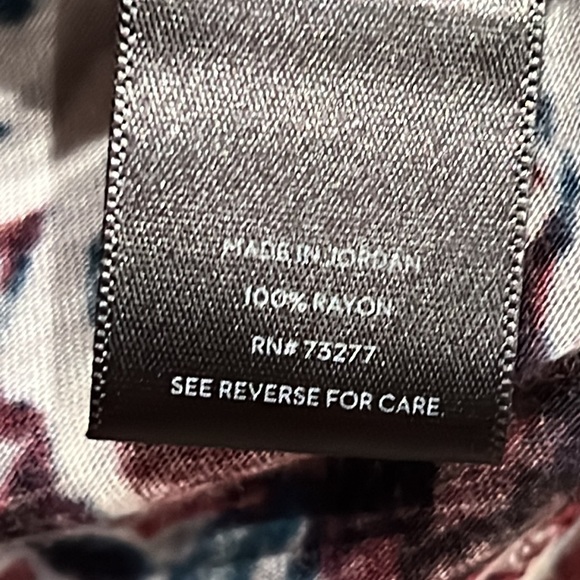 MADE IN JORDAN
100% RAYON
RN# 73277
SEE REVERSE FOR CARE.